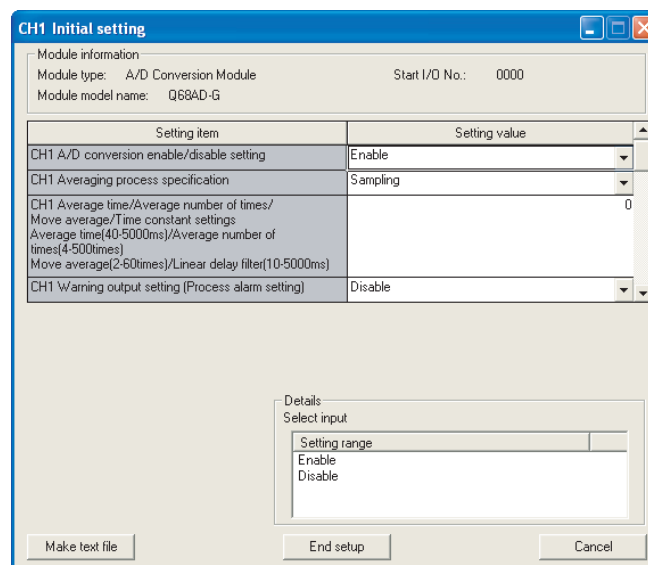 CH1 Initial setting
Module information
Module type: A/D Conversion Module Start I/O No.: 0000
Module model name: Q68AD-G
Setting item Setting value
CH1 A/D conversion enable/disable setting Enable
CH1 Averaging process specification Sampling
CH1 Average time/Average number of times/ 0
Move average/Time constant settings
Average time(40-5000ms)/Average number of
times(4-500times)
Move average(2-60times)/Linear delay filter(10-5000ms)
CH1 Warning output setting (Process alarm setting) Disable
Details
Select input
Setting range
Enable
Disable
Make text file End setup Cancel